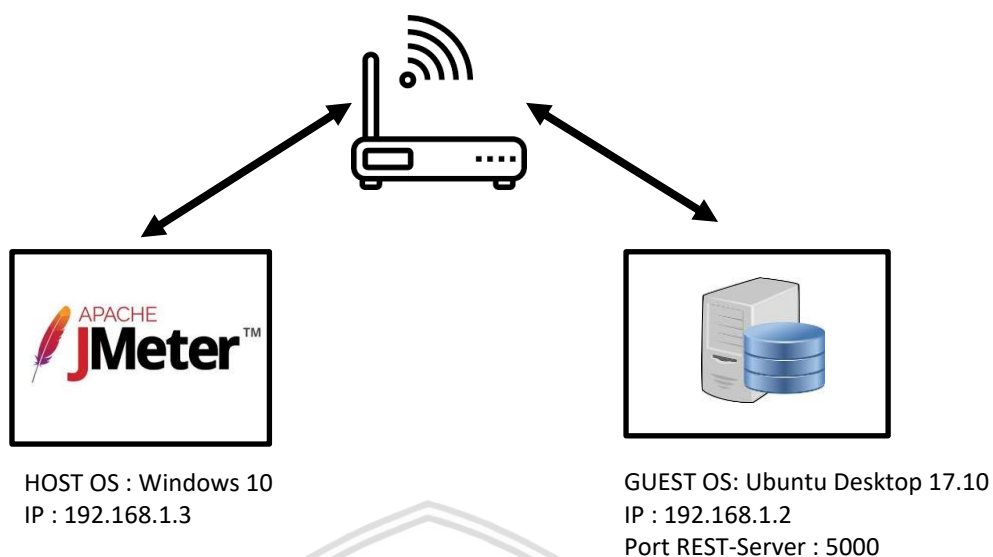 APACHE
JMeter™
HOST OS : Windows 10
IP : 192.168.1.3
GUEST OS: Ubuntu Desktop 17.10
IP : 192.168.1.2
Port REST-Server : 5000